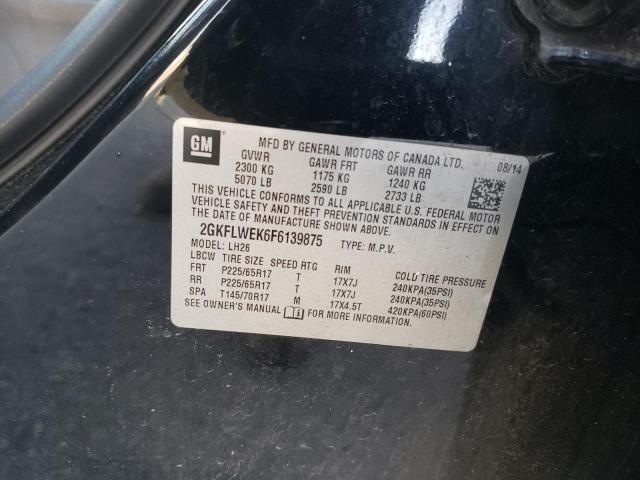 GM
MFD BY GENERAL MOTORS OF CANADA LTD. 08/14
GVWR GAWR FRT GAWR RR
2300 KG 1175 KG 1240 KG
5070 LB 2590 LB 2733 LB
THIS VEHICLE CONFORMS TO ALL APPLICABLE U.S. FEDERAL MOTOR
VEHICLE SAFETY AND THEFT PREVENTION STANDARDS IN EFFECT ON
THE DATE OF MANUFACTURE SHOWN ABOVE.
2GKFLWEK6F6139875 TYPE: M.P.V.
MODEL: LH26
LBCW TIRE SIZE SPEED RTG RIM COLD TIRE PRESSURE
FRT P225/65R17 T 17X7J 240KPA(35PSI)
RR P225/65R17 T 17X7J 240KPA(35PSI)
SPA T145/70R17 M 17X4.5T 420KPA(60PSI)
SEE OWNER'S MANUAL FOR MORE INFORMATION.